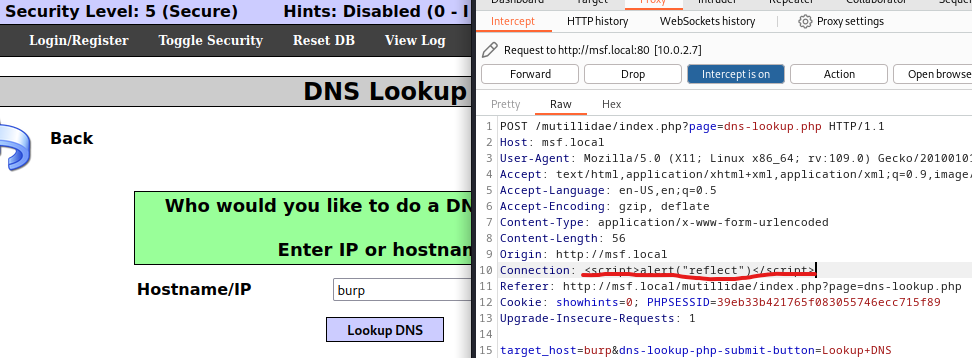 Security Level: 5 (Secure) Hints: Disabled (0 - I
Login/Register Toggle Security Reset DB View Log
DNS Lookup
Back
Who would you like to do a DN
Enter IP or hostnam
Hostname/IP burp
Lookup DNS
Dashboard Target Proxy Intruder Repeater Collaborator Sequen
Intercept HTTP history WebSockets history Proxy settings
Request to http://msf.local:80 [10.0.2.7]
Forward Drop Intercept is on Action Open browse
Pretty Raw Hex
1 POST /mutillidae/index.php?page=dns-lookup.php HTTP/1.1
2 Host: msf.local
3 User-Agent: Mozilla/5.0 (X11; Linux x86_64; rv:109.0) Gecko/20100101
4 Accept: text/html,application/xhtml+xml,application/xml;q=0.9,image/
5 Accept-Language: en-US,en;q=0.5
6 Accept-Encoding: gzip, deflate
7 Content-Type: application/x-www-form-urlencoded
8 Content-Length: 56
9 Origin: http://msf.local
10 Connection: <script>alert("reflect")</script>
11 Referer: http://msf.local/mutillidae/index.php?page=dns-lookup.php
12 Cookie: showhints=0; PHPSESSID=39eb33b421765f083055746ecc715f89
13 Upgrade-Insecure-Requests: 1
14
15 target_host=burp&dns-lookup-php-submit-button=Lookup+DNS